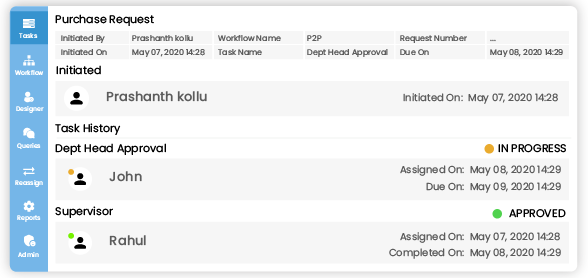 Purchase Request
Initiated By Prashanth kollu Workflow Name P2P Request Number ...
Initiated On May 07, 2020 14:28 Task Name Dept Head Approval Due On May 08, 2020 14:29
Initiated
Prashanth kollu Initiated On: May 07, 2020 14:28
Task History
Dept Head Approval IN PROGRESS
John Assigned On: May 08, 2020 14:29
Due On: May 09, 2020 14:29
Supervisor APPROVED
Rahul Assigned On: May 07, 2020 14:28
Completed On: May 08, 2020 14:29
Tasks
Workflow
Designer
Queries
Reassign
Reports
Admin